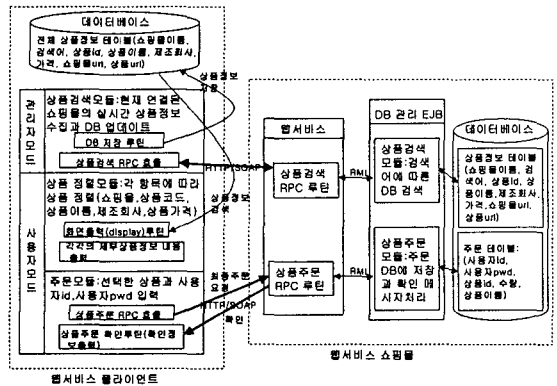 데이터베이스
전체 상품정보 테이블(쇼핑몰이름,
검색어, 상품id, 상품이름, 제조회사,
가격, 쇼핑몰url, 상품url)
상품정보
저장
관리자모드
상품검색모듈:현재 연결된
쇼핑몰의 실시간 상품정보
수집과 DB 업데이트
DB 저장 루틴
상품검색 RPC 호출
HTTP/SOAP
사용자모드
상품 정렬모듈:각 항목에 따라
상품 정렬(쇼핑몰,상품코드,
상품이름,제조회사,상품가격)
상품정보
검색
화면출력(display)루틴
각각의 세부상품정보 내용
출력
주문모듈:선택한 상품과 사용
자id,사용자pwd 입력
상품주문 RPC 호출
상품주문 확인루틴(확인정
보출력)
최종주문
요청
HTTP/SOAP
확인
웹서비스 클라이언트
웹서비스
상품검색
RPC 루틴
상품주문
RPC 루틴
RMI
RMI
DB 관리 EJB
상품검색
모듈:검색
어에 따른
DB 검색
상품주문
모듈:주문
DB에 저장
과 확인 메
시지처리
데이터베이스
상품정보 테이블
(쇼핑몰이름, 검
색어, 상품id, 상
품이름, 제조회
사,가격,쇼핑몰url,
상품url)
주문 테이블:
(사용자id,
사용자pwd,
상품id, 수량,
상품이름)
웹서비스 쇼핑몰